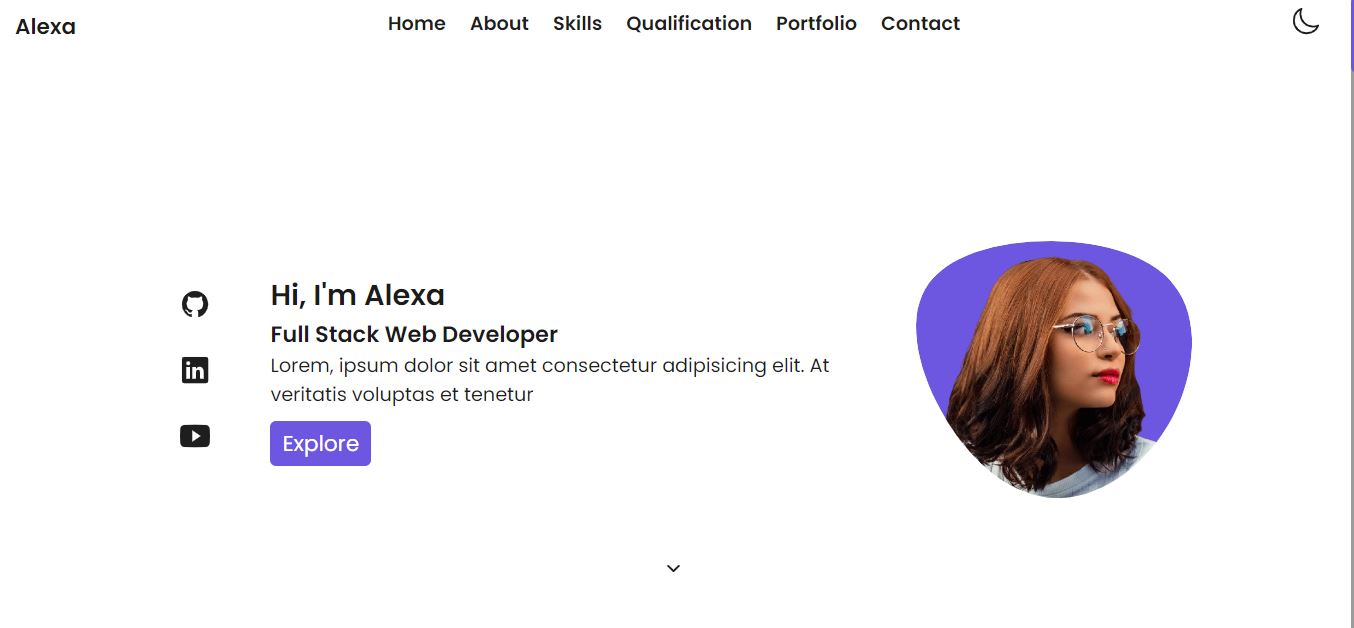 Alexa
Home About Skills Qualification Portfolio Contact
Hi, I'm Alexa
Full Stack Web Developer
Lorem, ipsum dolor sit amet consectetur adipisicing elit. At
veritatis voluptas et tenetur
Explore
in